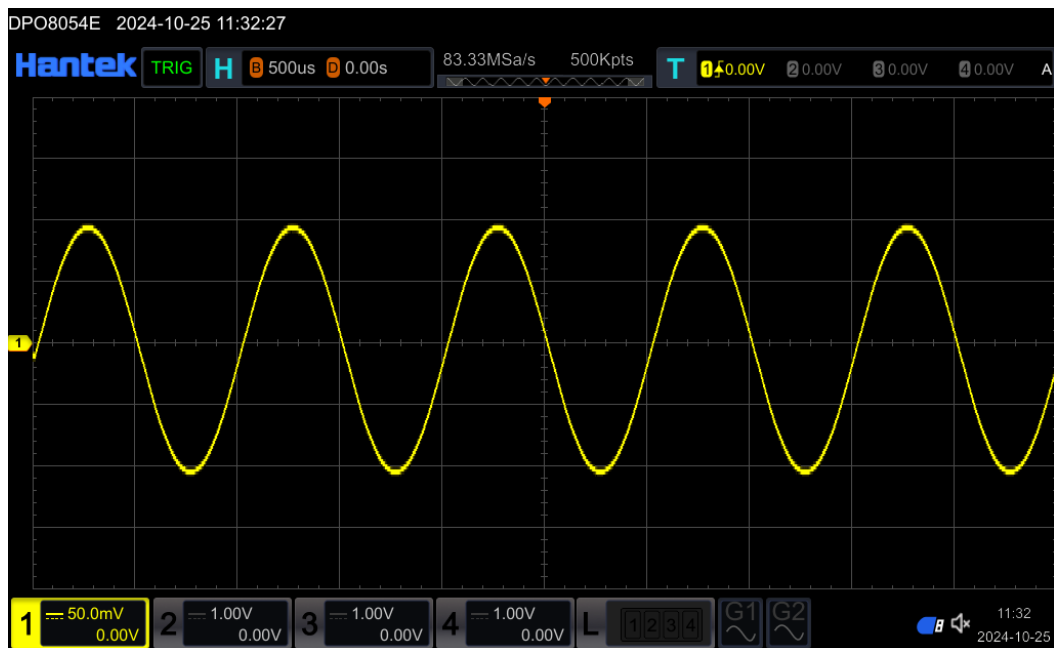 DPO8054E 2024-10-25 11:32:27
Hantek TRIG H B 500us D 0.00s 83.33MSa/s 500Kpts T 1 0.00V 2 0.00V 3 0.00V 4 0.00V A
1
1 50.0mV 0.00V 2 1.00V 0.00V 3 1.00V 0.00V 4 1.00V 0.00V L 1 2 3 4 G1 G2 11:32
2024-10-25